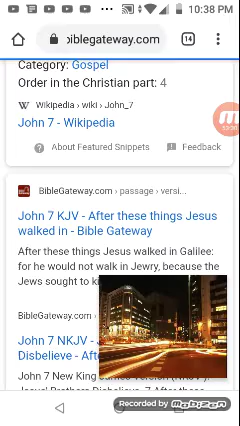 10:38 PM
biblegateway.com
14
Category: Gospel
Order in the Christian part: 4
Wikipedia › wiki › John_7
John 7 - Wikipedia
About Featured Snippets
Feedback
BibleGateway.com › passage › versi...
John 7 KJV - After these things Jesus
walked in - Bible Gateway
After these things Jesus walked in Galilee:
for he would not walk in Jewry, because the
Jews sought to
BibleGateway.com ›
John 7 NKJV -
Disbelieve - Afte
John 7 New King
Recorded by
Mobizen